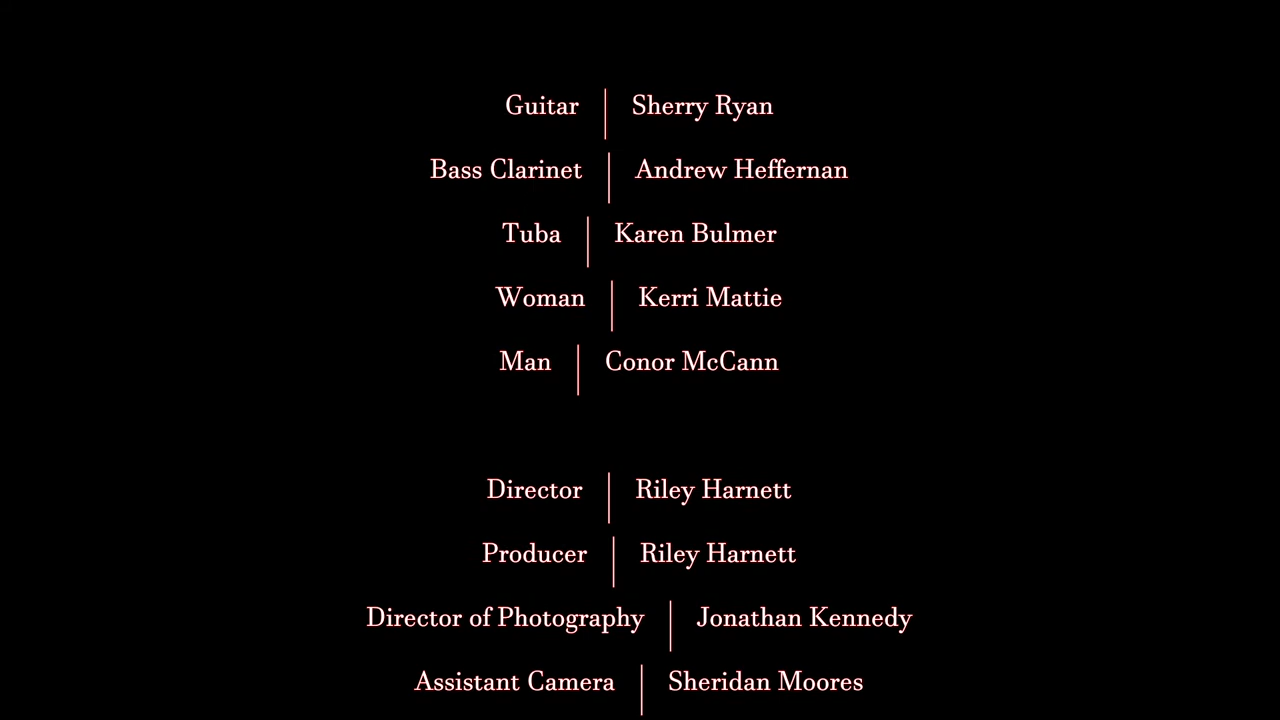 Guitar | Sherry Ryan
Bass Clarinet | Andrew Heffernan
Tuba | Karen Bulmer
Woman | Kerri Mattie
Man | Conor McCann
Director | Riley Harnett
Producer | Riley Harnett
Director of Photography | Jonathan Kennedy
Assistant Camera | Sheridan Moores